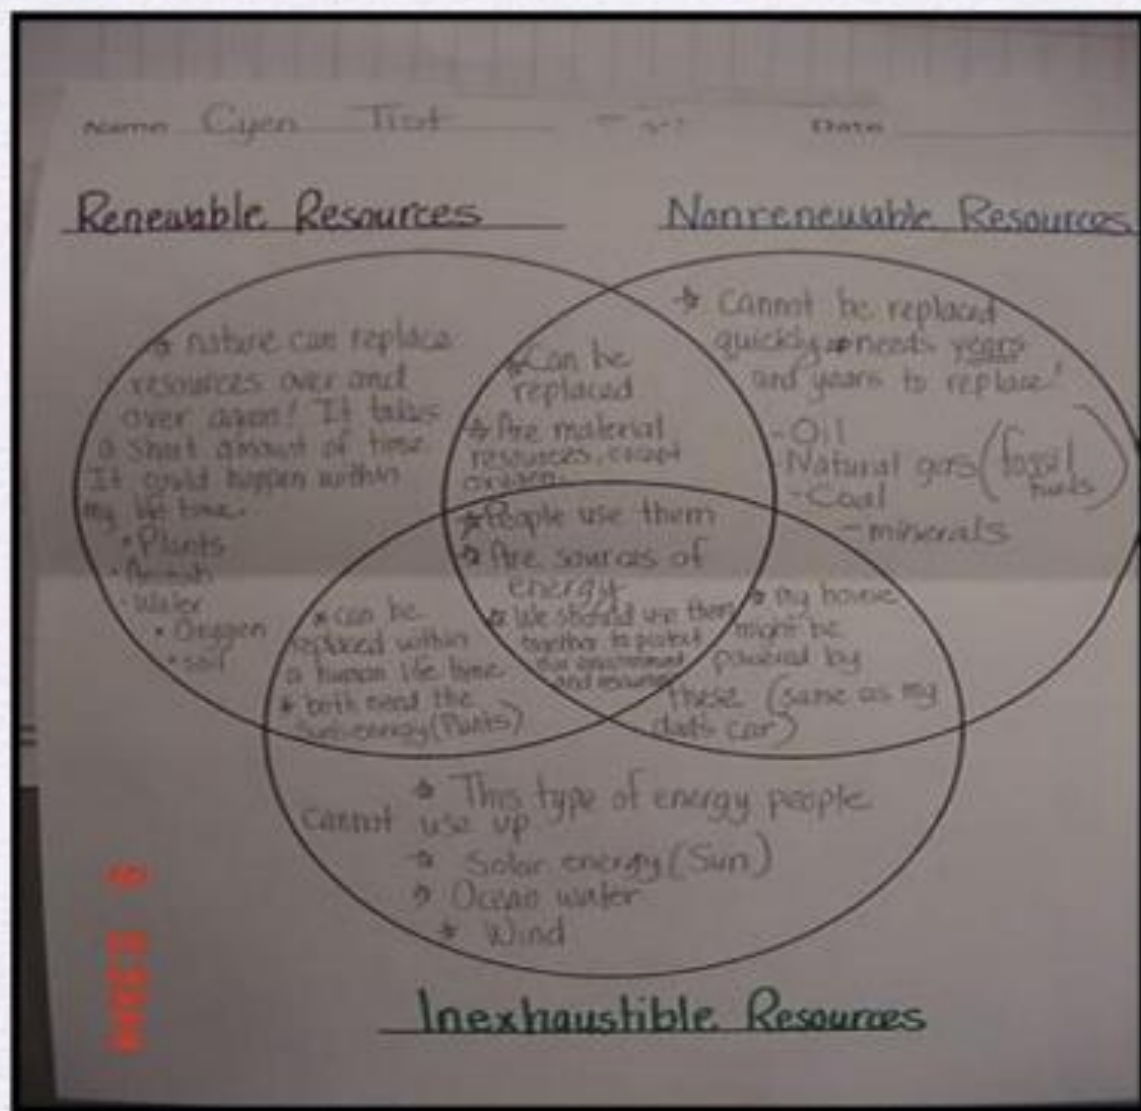 Name Cyen Date
Renewable Resources
Nonrenewable Resources
nature can replace
resources over and
over again! It takes
a short amount of time.
It could happen within
my life time.
• Plants
• Animals
• Water
• Oxygen
• soil
Can be
replaced
Are material
resources, except
oxygen.
cannot be replaced
quickly needs years
and years to replace!
- Oil
- Natural gas (fossil
- Coal
- minerals
People use them
Are sources of
energy
We should use them
together to protect
our
and resources
can be
replaced within
a human life time
both need the
Sun-energy (Plants)
my house
might be
powered by
these (same as my
dad's car)
This type of energy people
cannot use up
Solar energy (Sun)
Ocean water
Wind
Inexhaustible Resources